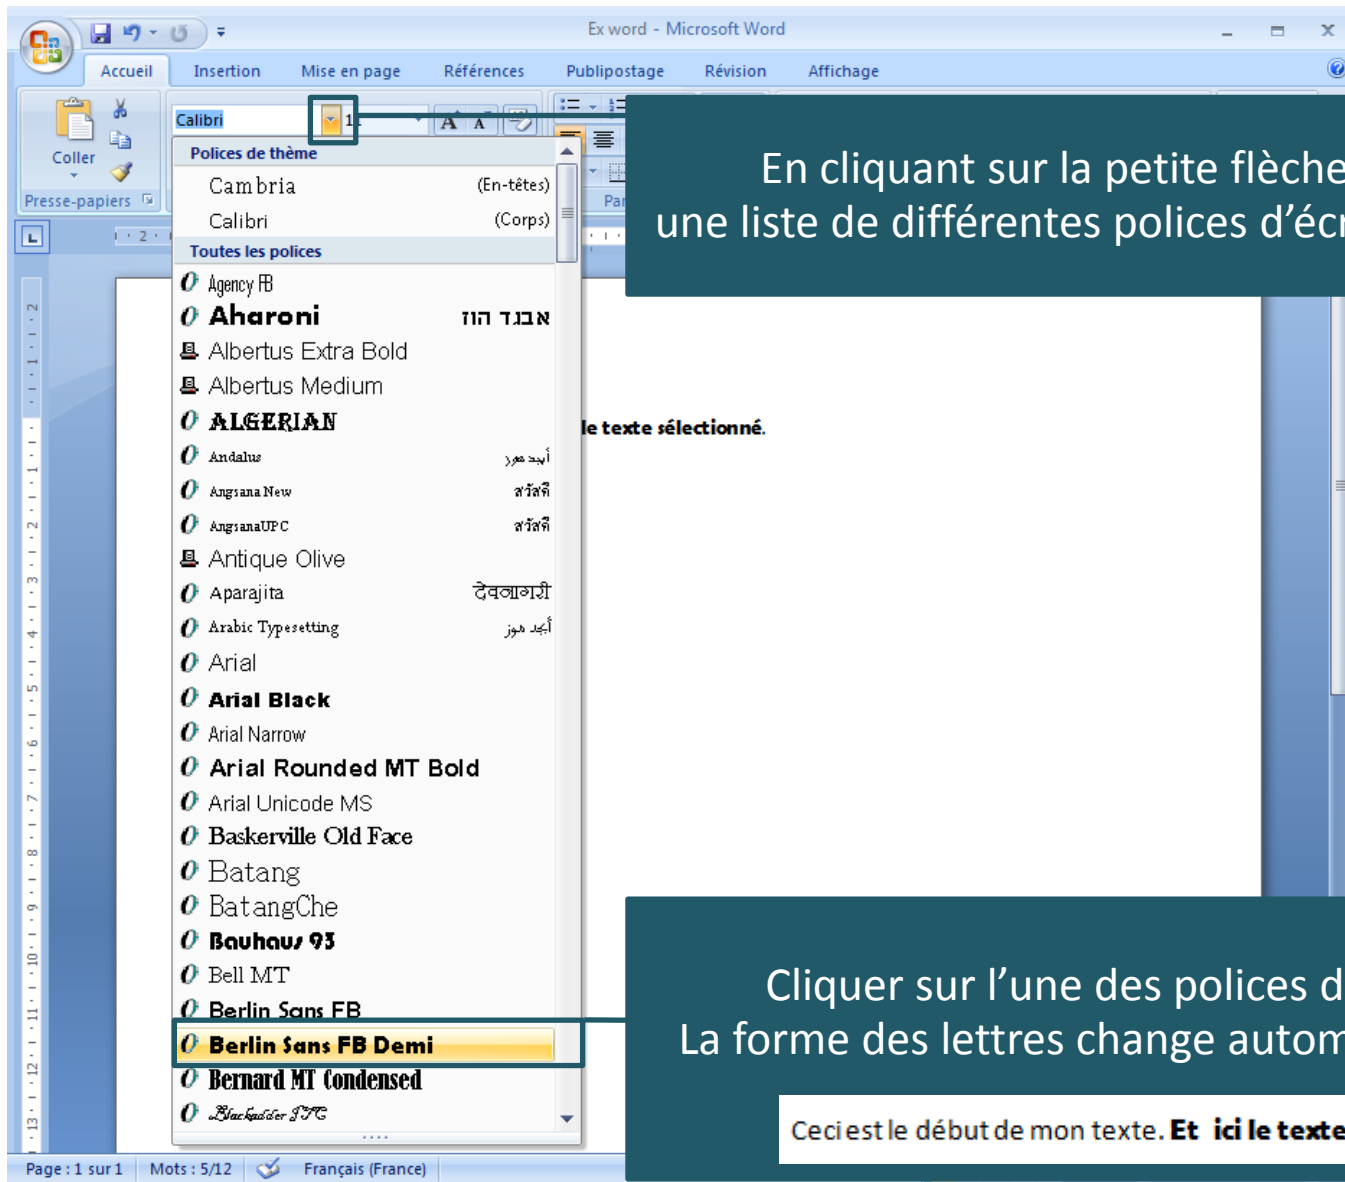 Ex word - Microsoft Word
Accueil Insertion Mise en page Références Publipostage Révision Affichage
Calibri
Coller
Presse-papiers
Polices de thème
Cambria (En-têtes)
Calibri (Corps)
Toutes les polices
Agency FB
Aharoni אבגד הוז
Albertus Extra Bold
Albertus Medium
ALGERIAN
Andalus أبجد هوز
Angsana New สวัสดี
AngsanaUPC สวัสดี
Antique Olive
Aparajita देवनागरी
Arabic Typesetting أبجد هوز
Arial
Arial Black
Arial Narrow
Arial Rounded MT Bold
Arial Unicode MS
Baskerville Old Face
Batang
BatangChe
Bauhaus 93
Bell MT
Berlin Sans FB
Berlin Sans FB Demi
Bernard MT Condensed
Blackadder ITC
En cliquant sur la petite flèche
une liste de différentes polices d'écr
le texte sélectionné.
Cliquer sur l'une des polices d
La forme des lettres change autom
Ceci est le début de mon texte. Et ici le texte
Page : 1 sur 1 Mots : 5/12 Français (France)